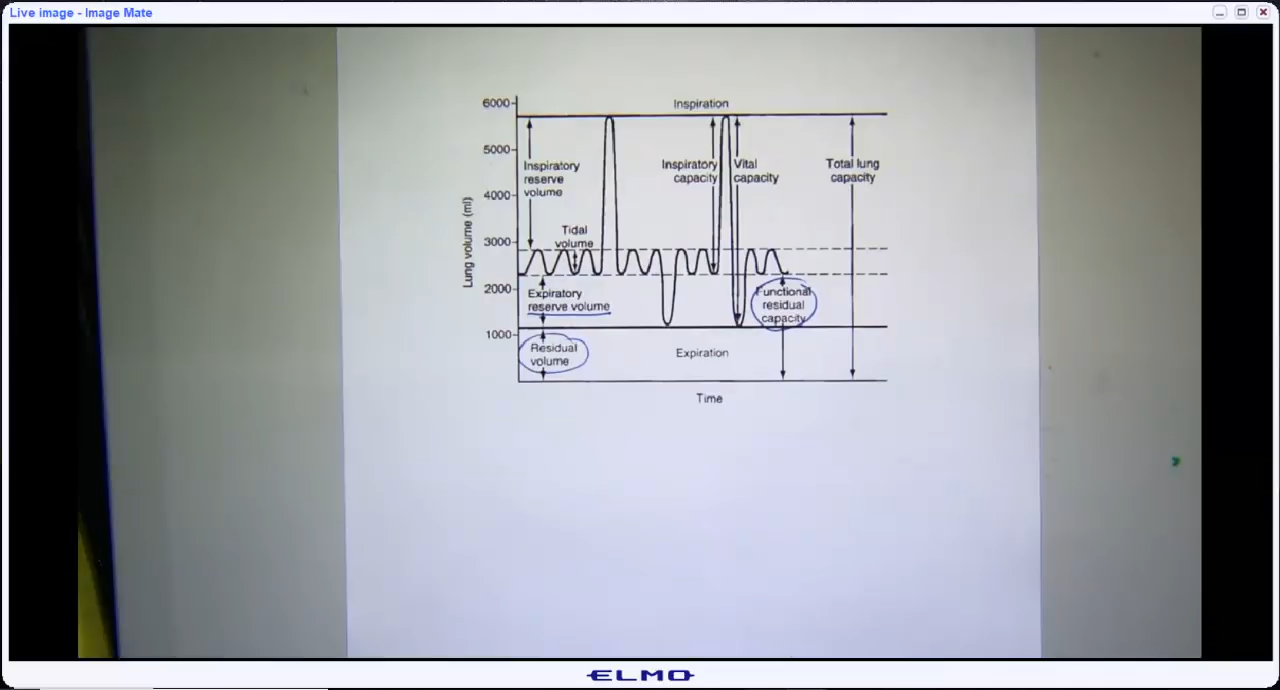 Live image - Image Mate
6000
Inspiration
5000
Inspiratory
reserve
volume
Inspiratory
capacity
Vital
capacity
Total lung
capacity
4000
Lung volume (ml)
3000
Tidal
volume
2000
Expiratory
reserve volume
Functional
residual
capacity
1000
Residual
volume
Expiration
Time
ELMO